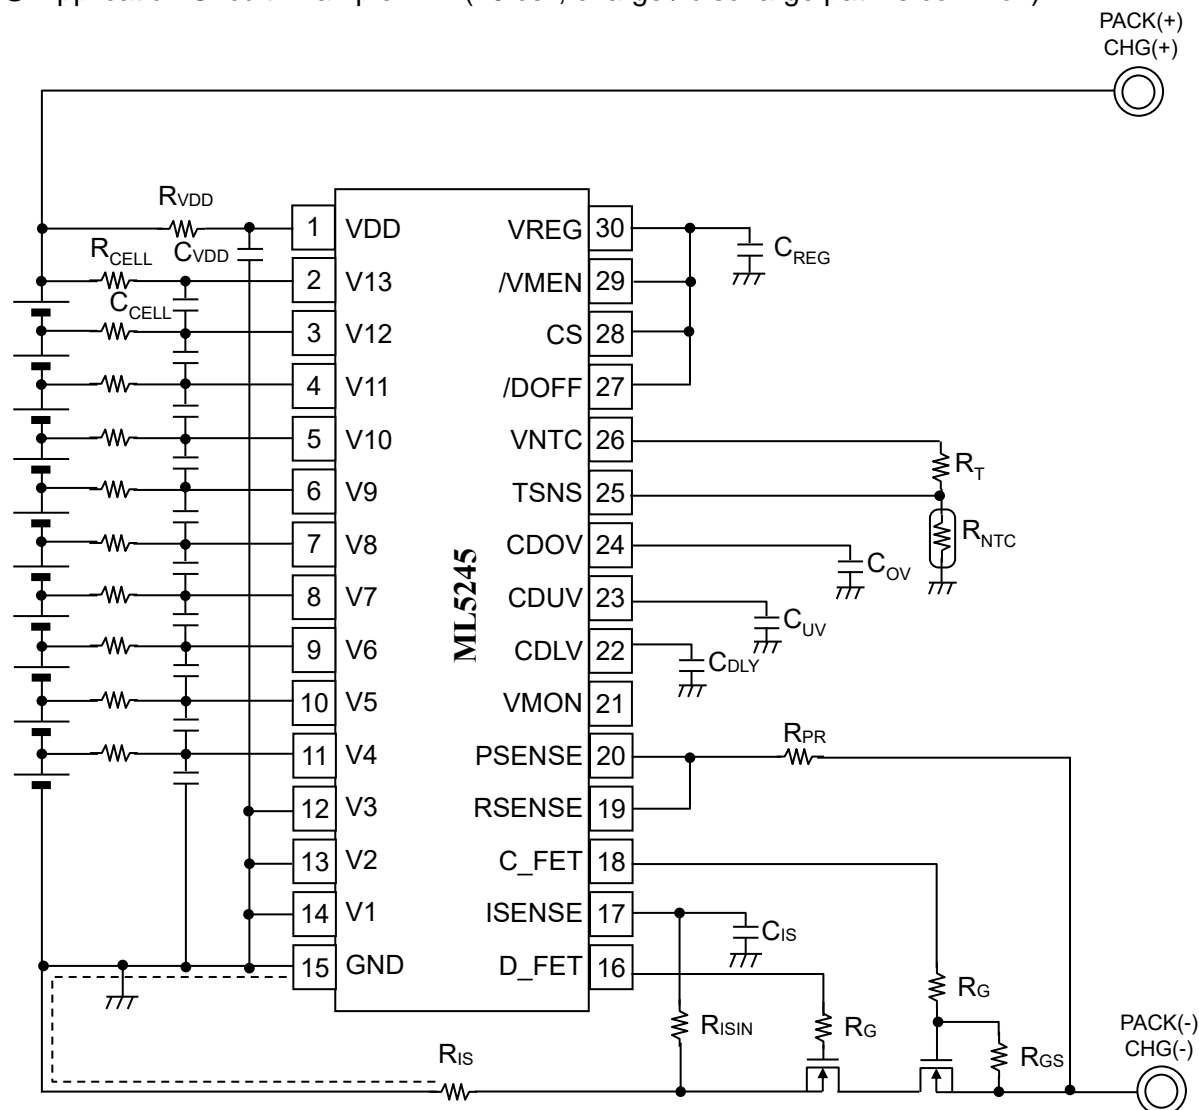 PACK(+)
CHG(+)
RVDD
1 VDD
VREG 30
CVDD
CREG
RCELL
2 V13
/VMEN 29
CCELL
3 V12
CS 28
4 V11
/DOFF 27
5 V10
VNTC 26
RT
6 V9
TSNS 25
RNTC
7 V8
CDOV 24
COV
ML5245
8 V7
CDUV 23
CUV
9 V6
CDLV 22
CDLY
10 V5
VMON 21
11 V4
PSENSE 20
RPR
12 V3
RSENSE 19
13 V2
C_FET 18
14 V1
ISENSE 17
CIS
15 GND
D_FET 16
RG
RISIN
RG
RIS
RGS
PACK(-)
CHG(-)